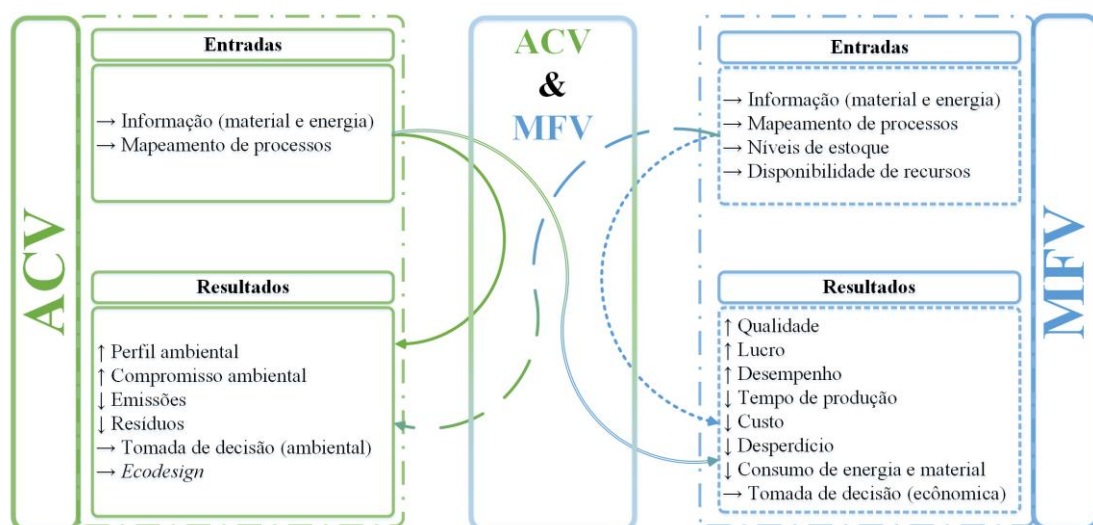 ACV
Entradas
→ Informação (material e energia)
→ Mapeamento de processos
Resultados
↑ Perfil ambiental
↑ Compromisso ambiental
↓ Emissões
↓ Resíduos
→ Tomada de decisão (ambiental)
→ Ecodesign
ACV
&
MFV
Entradas
→ Informação (material e energia)
→ Mapeamento de processos
→ Níveis de estoque
→ Disponibilidade de recursos
Resultados
↑ Qualidade
↑ Lucro
↑ Desempenho
↓ Tempo de produção
↓ Custo
↓ Desperdício
↓ Consumo de energia e material
→ Tomada de decisão (ecônomica)
MFV